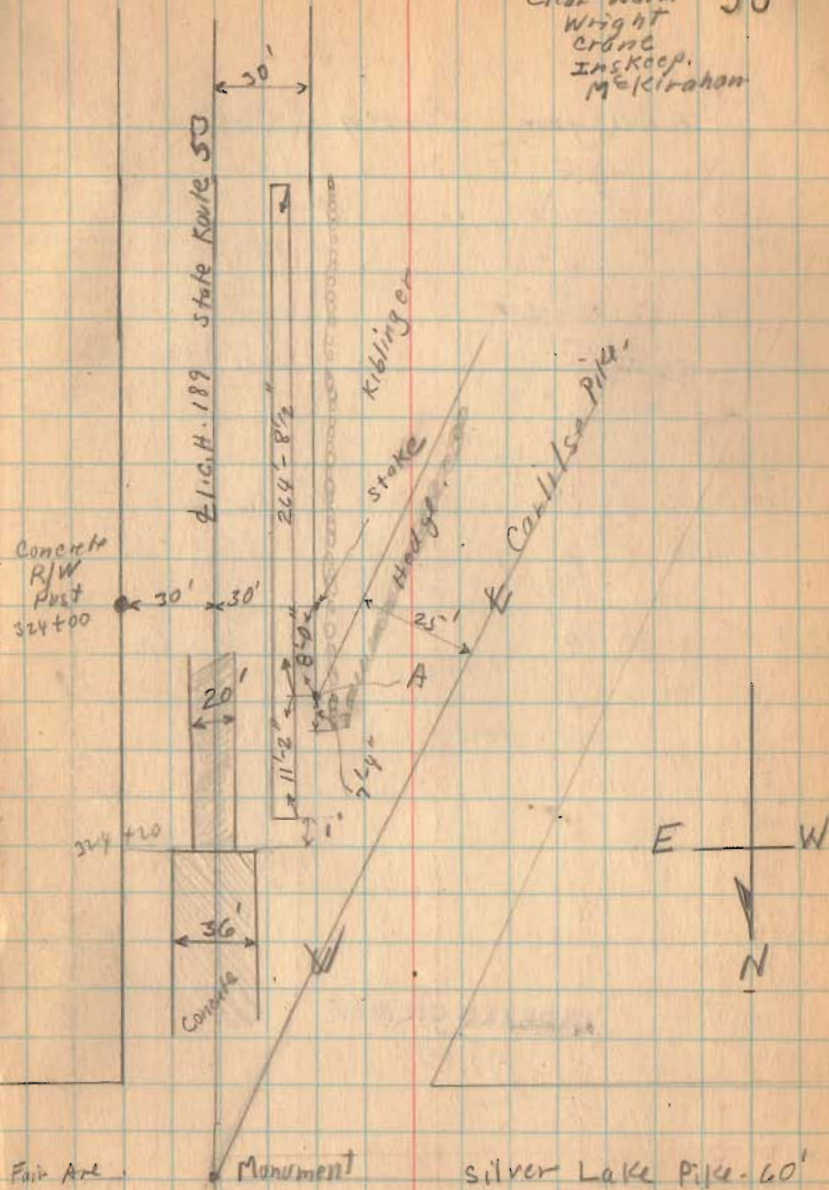 50
Wright
Crane
Inskeep.
McKirahan
30'
₵ I.C.H. 189 State Route 53
264'-8½"
Kiblinger
Stake
Hedge.
Carlilse Pike.
Concrete
R/W
Post
324+00
30'
30'
8'-0"
25'
A
20'
11'-2"
2'-4"
1'
324+20
E
W
N
36'
Concrete
Fair Ave.
Monument
Silver Lake Pike. 60'